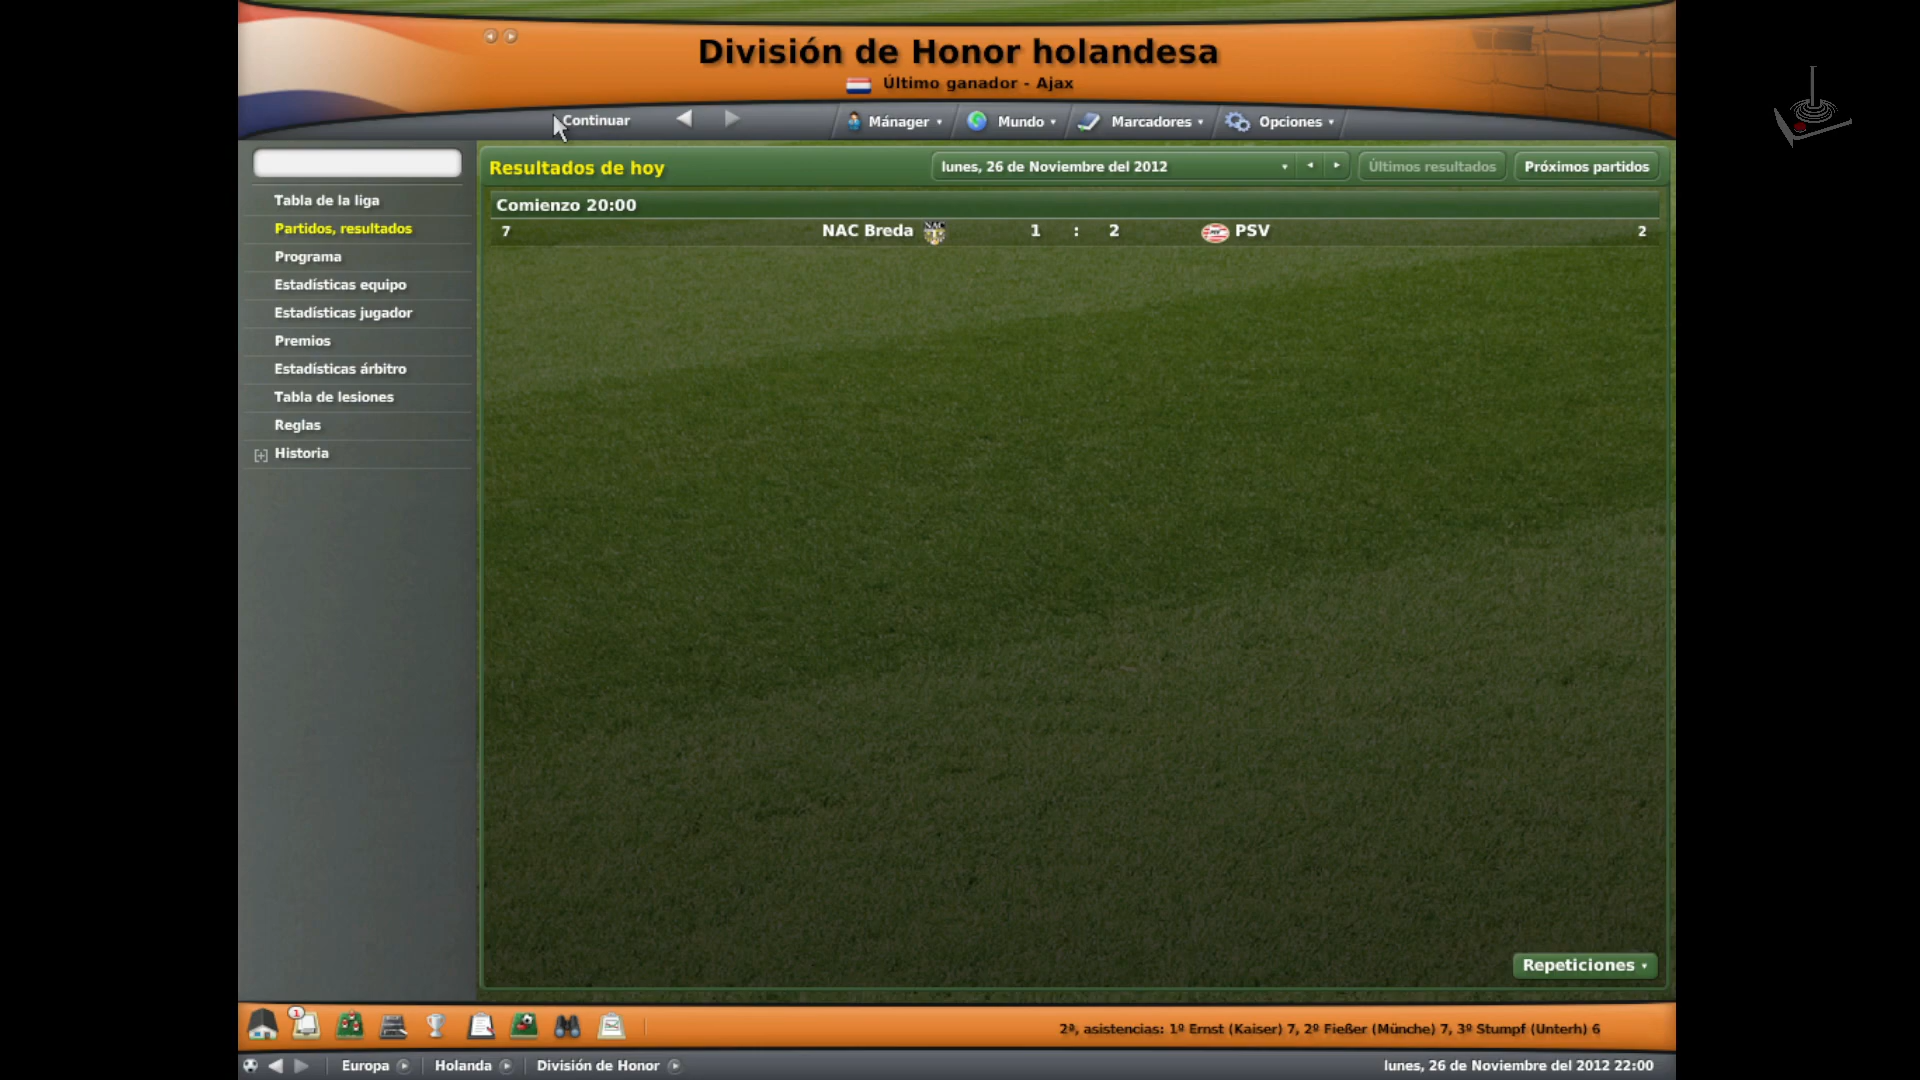 División de Honor holandesa
Último ganador - Ajax
Continuar
Mánager
Mundo
Marcadores
Opciones
Resultados de hoy
lunes, 26 de Noviembre del 2012
Últimos resultados
Próximos partidos
Tabla de la liga
Partidos, resultados
Programa
Estadísticas equipo
Estadísticas jugador
Premios
Estadísticas árbitro
Tabla de lesiones
Reglas
[+] Historia
Comienzo 20:00
7 NAC Breda 1 : 2 PSV 2
Repeticiones
1
2ª, asistencias: 1º Ernst (Kaiser) 7, 2º Fießer (Münche) 7, 3º Stumpf (Unterh) 6
Europa
Holanda
División de Honor
lunes, 26 de Noviembre del 2012 22:00